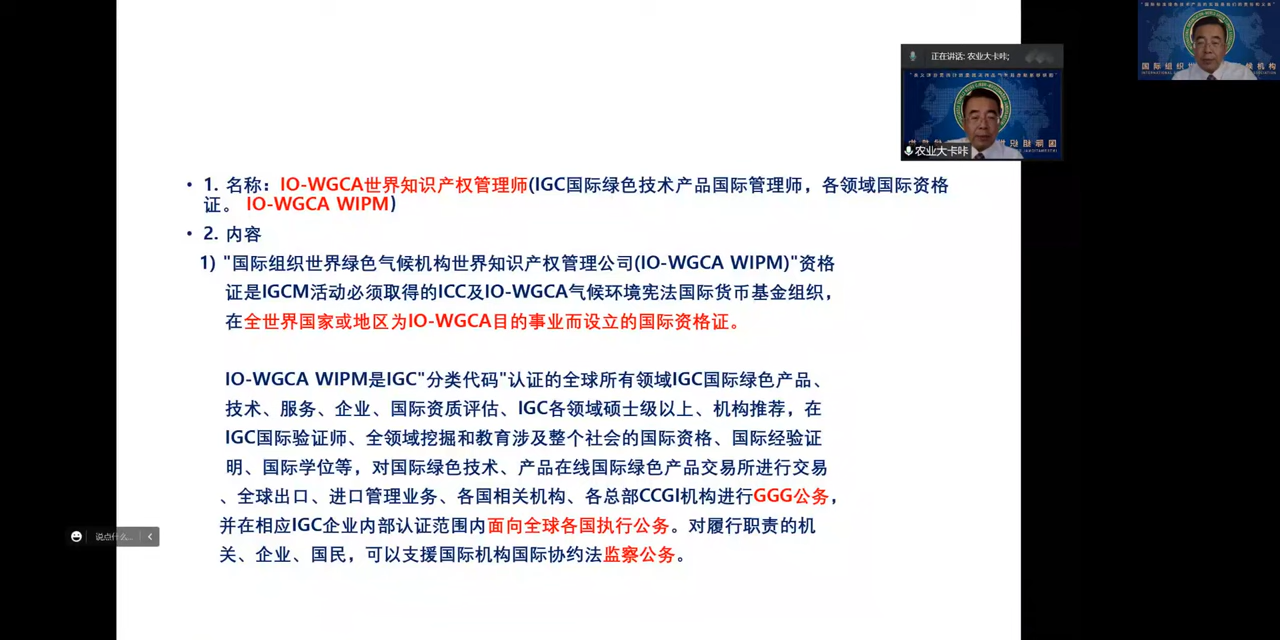 正在讲话: 农业大卡咔;
农业大卡咔
• 1. 名称：IO-WGCA世界知识产权管理师(IGC国际绿色技术产品国际管理师，各领域国际资格
证。 IO-WGCA WIPM)
• 2. 内容
1) "国际组织世界绿色气候机构世界知识产权管理公司(IO-WGCA WIPM)"资格
证是IGCM活动必须取得的ICC及IO-WGCA气候环境宪法国际货币基金组织，
在全世界国家或地区为IO-WGCA目的事业而设立的国际资格证。
IO-WGCA WIPM是IGC"分类代码"认证的全球所有领域IGC国际绿色产品、
技术、服务、企业、国际资质评估、IGC各领域硕士级以上、机构推荐，在
IGC国际验证师、全领域挖掘和教育涉及整个社会的国际资格、国际经验证
明、国际学位等，对国际绿色技术、产品在线国际绿色产品交易所进行交易
、全球出口、进口管理业务、各国相关机构、各总部CCGI机构进行GGG公务，
并在相应IGC企业内部认证范围内面向全球各国执行公务。对履行职责的机
关、企业、国民，可以支援国际机构国际协约法监察公务。
说点什么...